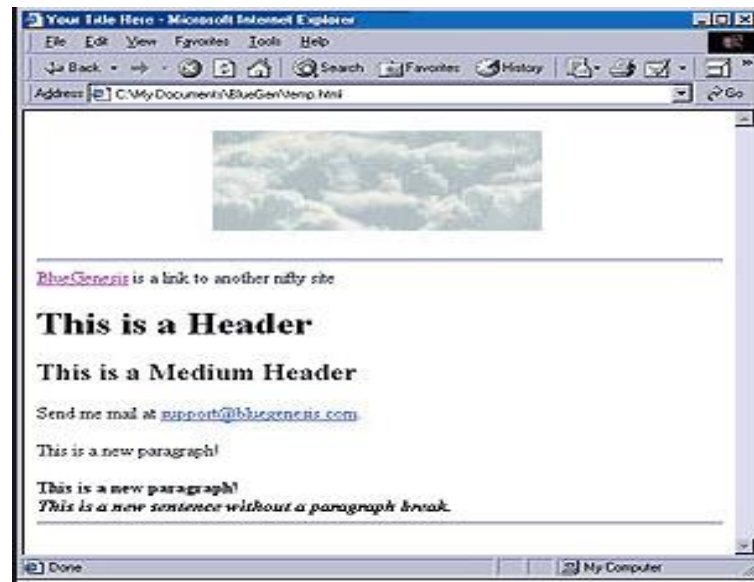 Your Title Here - Microsoft Internet Explorer
File Edit View Favorites Tools Help
Back Search Favorites History
Address C:\My Documents\BlueGen\temp.html Go
BlueGenesis is a link to another nifty site
This is a Header
This is a Medium Header
Send me mail at support@bluegenesis.com.
This is a new paragraph!
This is a new paragraph!
This is a new sentence without a paragraph break.
Done My Computer